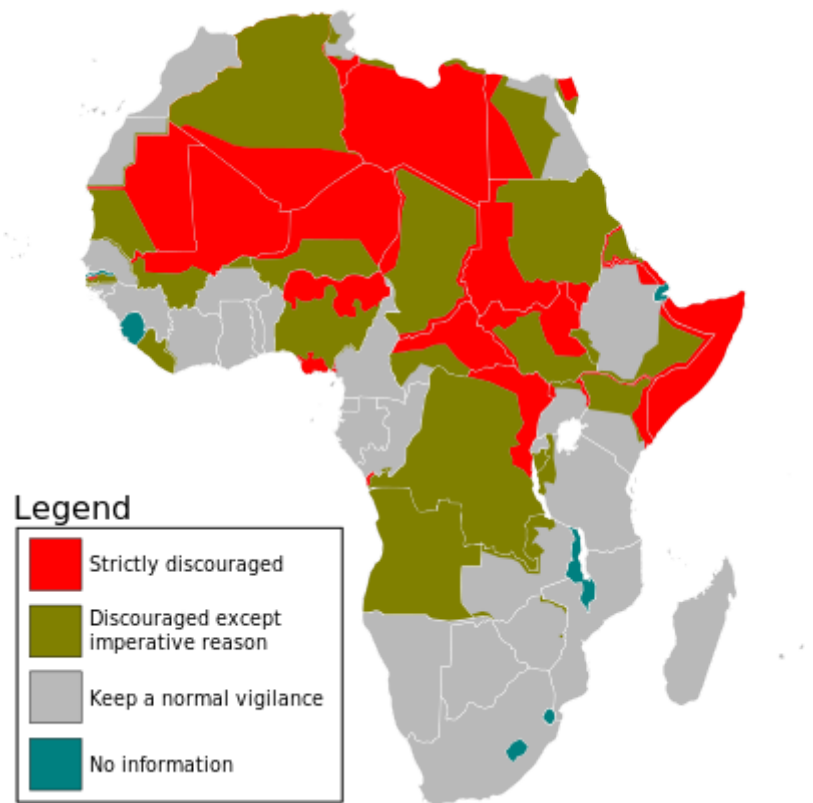 Legend
Strictly discouraged
Discouraged except
imperative reason
Keep a normal vigilance
No information